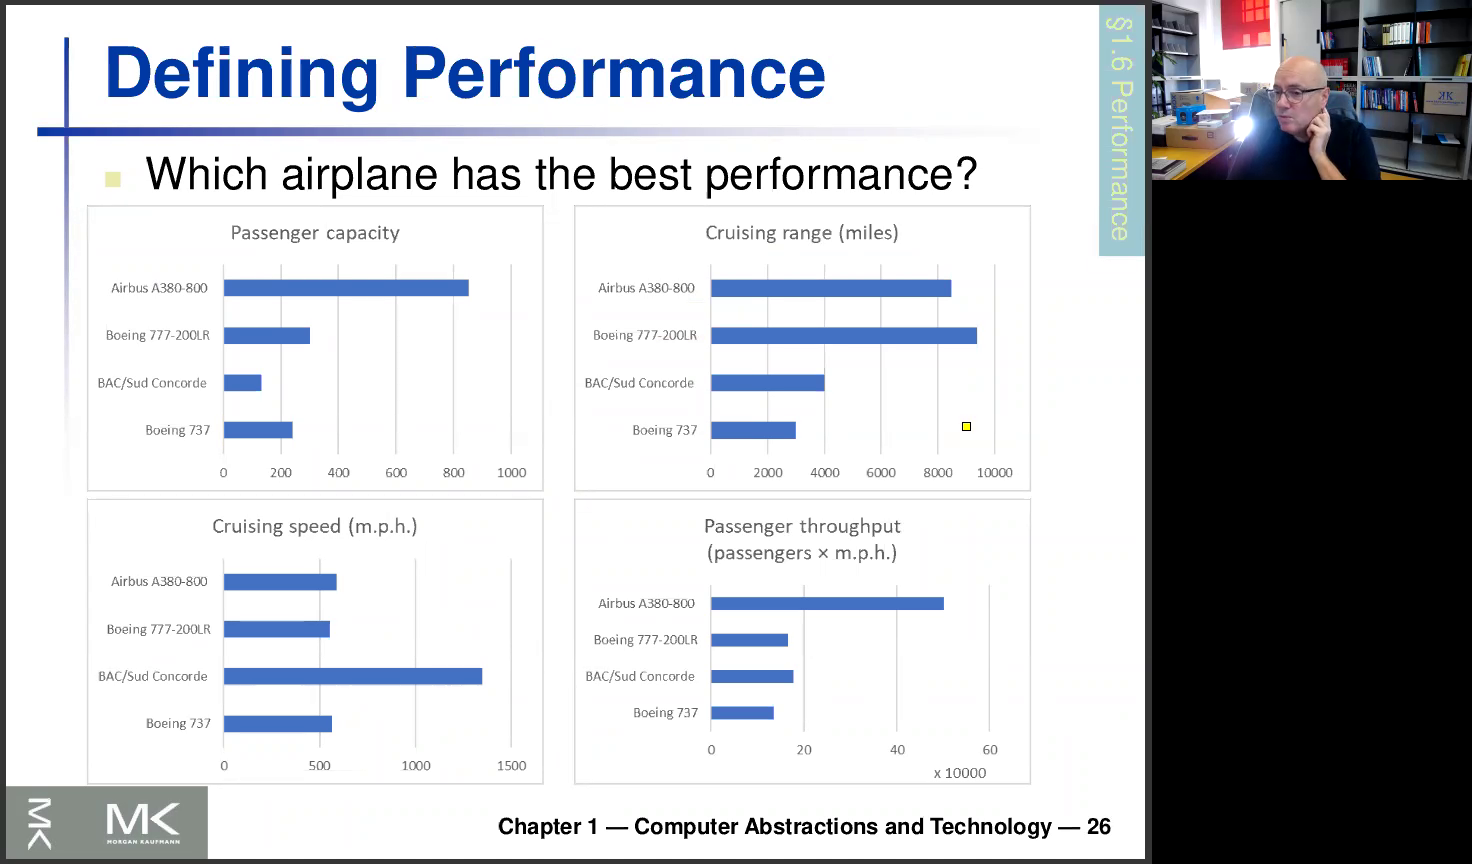 Defining Performance
§1.6 Performance
Which airplane has the best performance?
Passenger capacity
Airbus A380-800
Boeing 777-200LR
BAC/Sud Concorde
Boeing 737
0 200 400 600 800 1000
Cruising range (miles)
Airbus A380-800
Boeing 777-200LR
BAC/Sud Concorde
Boeing 737
0 2000 4000 6000 8000 10000
Cruising speed (m.p.h.)
Airbus A380-800
Boeing 777-200LR
BAC/Sud Concorde
Boeing 737
0 500 1000 1500
Passenger throughput
(passengers × m.p.h.)
Airbus A380-800
Boeing 777-200LR
BAC/Sud Concorde
Boeing 737
0 20 40 60
x 10000
MK
MK
MORGAN KAUFMANN
Chapter 1 — Computer Abstractions and Technology — 26